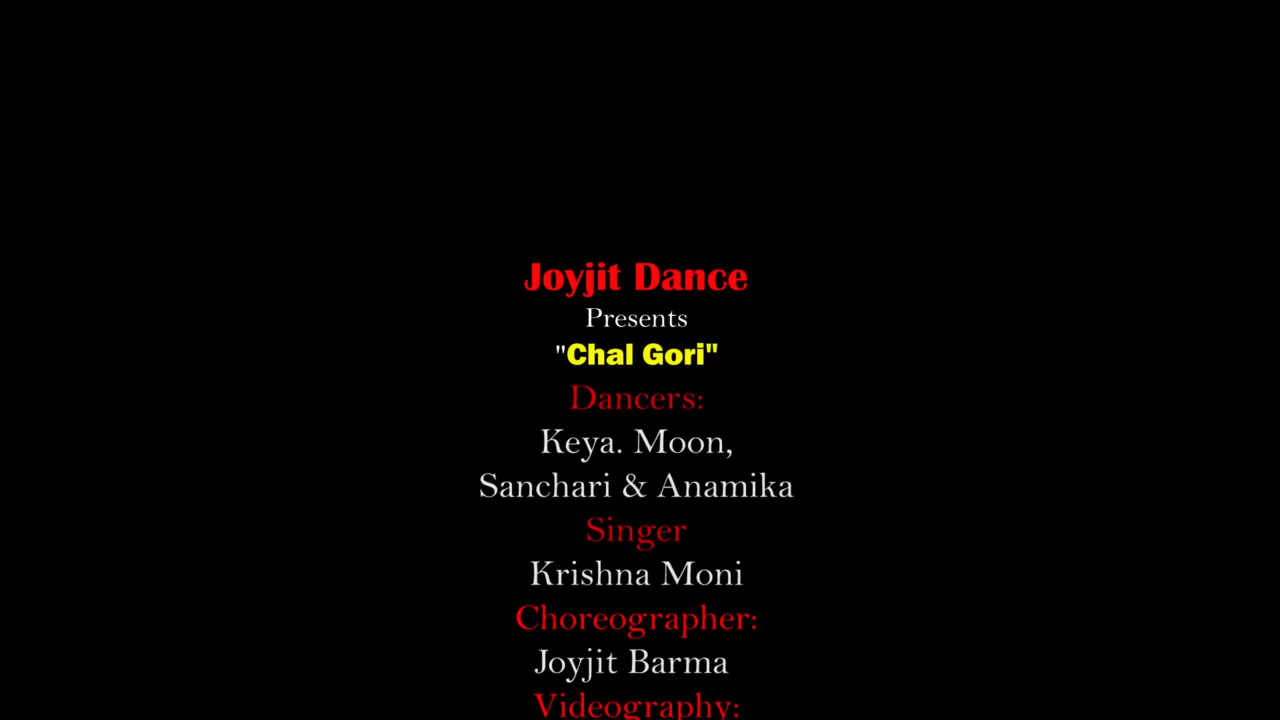 Joyjit Dance
Presents
"Chal Gori"
Dancers:
Keya. Moon,
Sanchari & Anamika
Singer
Krishna Moni
Choreographer:
Joyjit Barma
Videography: